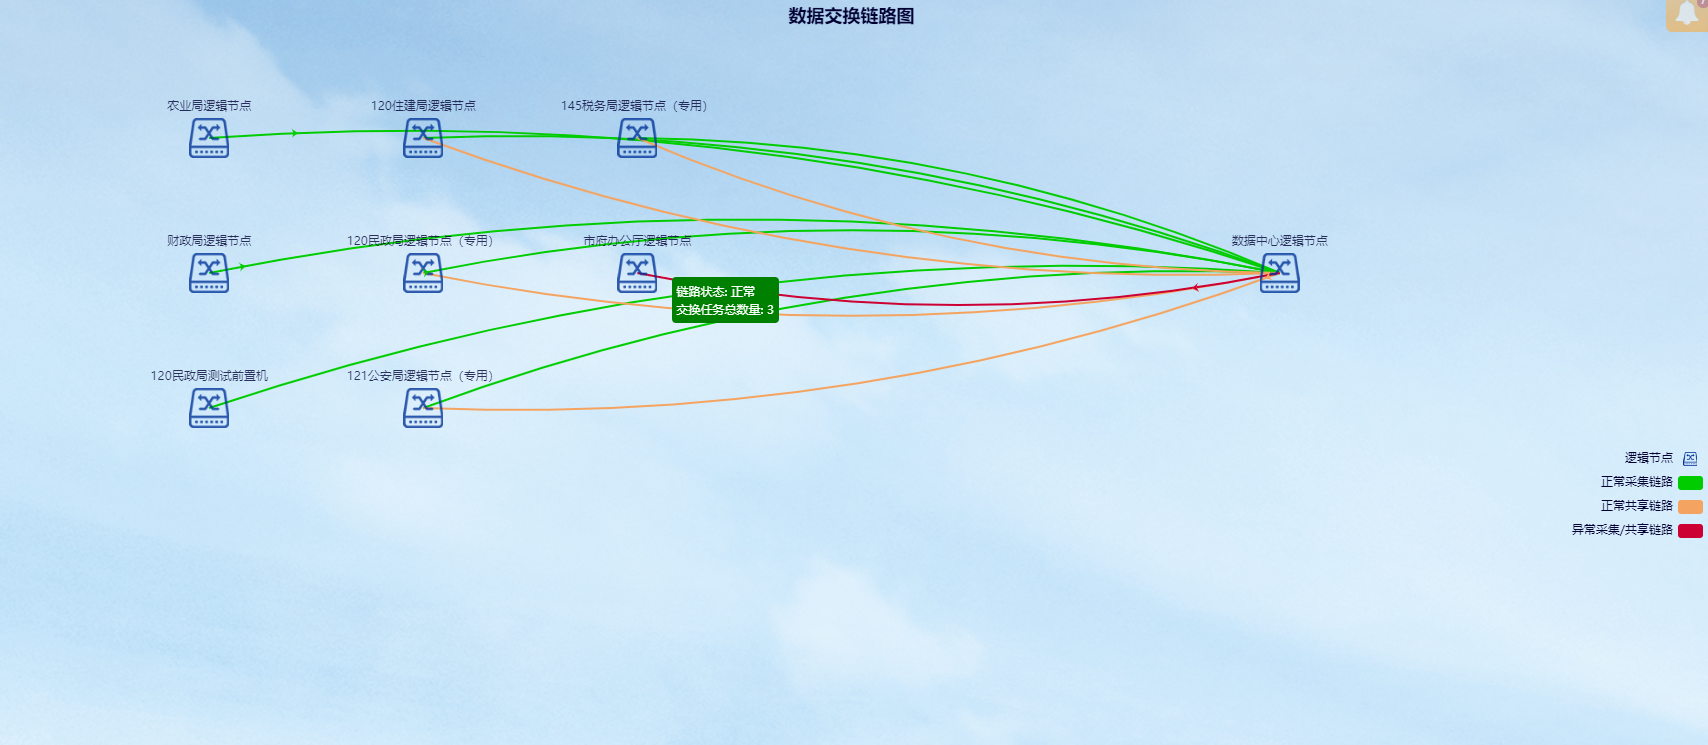 数据交换链路图
农业局逻辑节点
120住建局逻辑节点
145税务局逻辑节点（专用）
财政局逻辑节点
120民政局逻辑节点（专用）
市府办公厅逻辑节点
数据中心逻辑节点
链路状态: 正常
交换任务总数量: 3
120民政局测试前置机
121公安局逻辑节点（专用）
逻辑节点
正常采集链路
正常共享链路
异常采集/共享链路